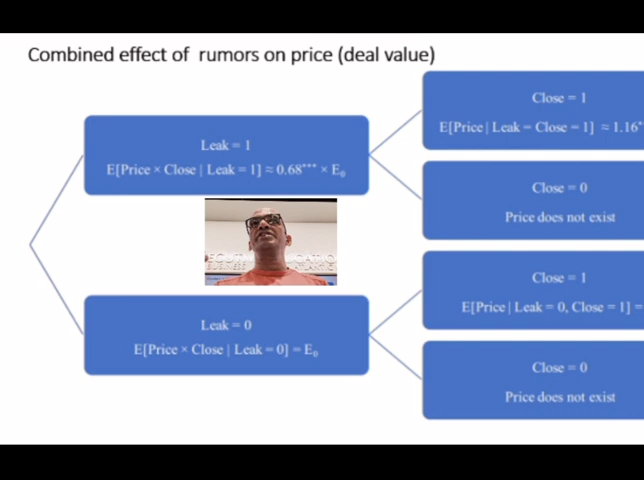 Combined effect of rumors on price (deal value)
Close = 1
E[Price | Leak = Close = 1] ≈ 1.16*
Leak = 1
E[Price × Close | Leak = 1] ≈ 0.68*** × E₀
Close = 0
Price does not exist
Close = 1
E[Price | Leak = 0, Close = 1] =
Leak = 0
E[Price × Close | Leak = 0] = E₀
Close = 0
Price does not exist